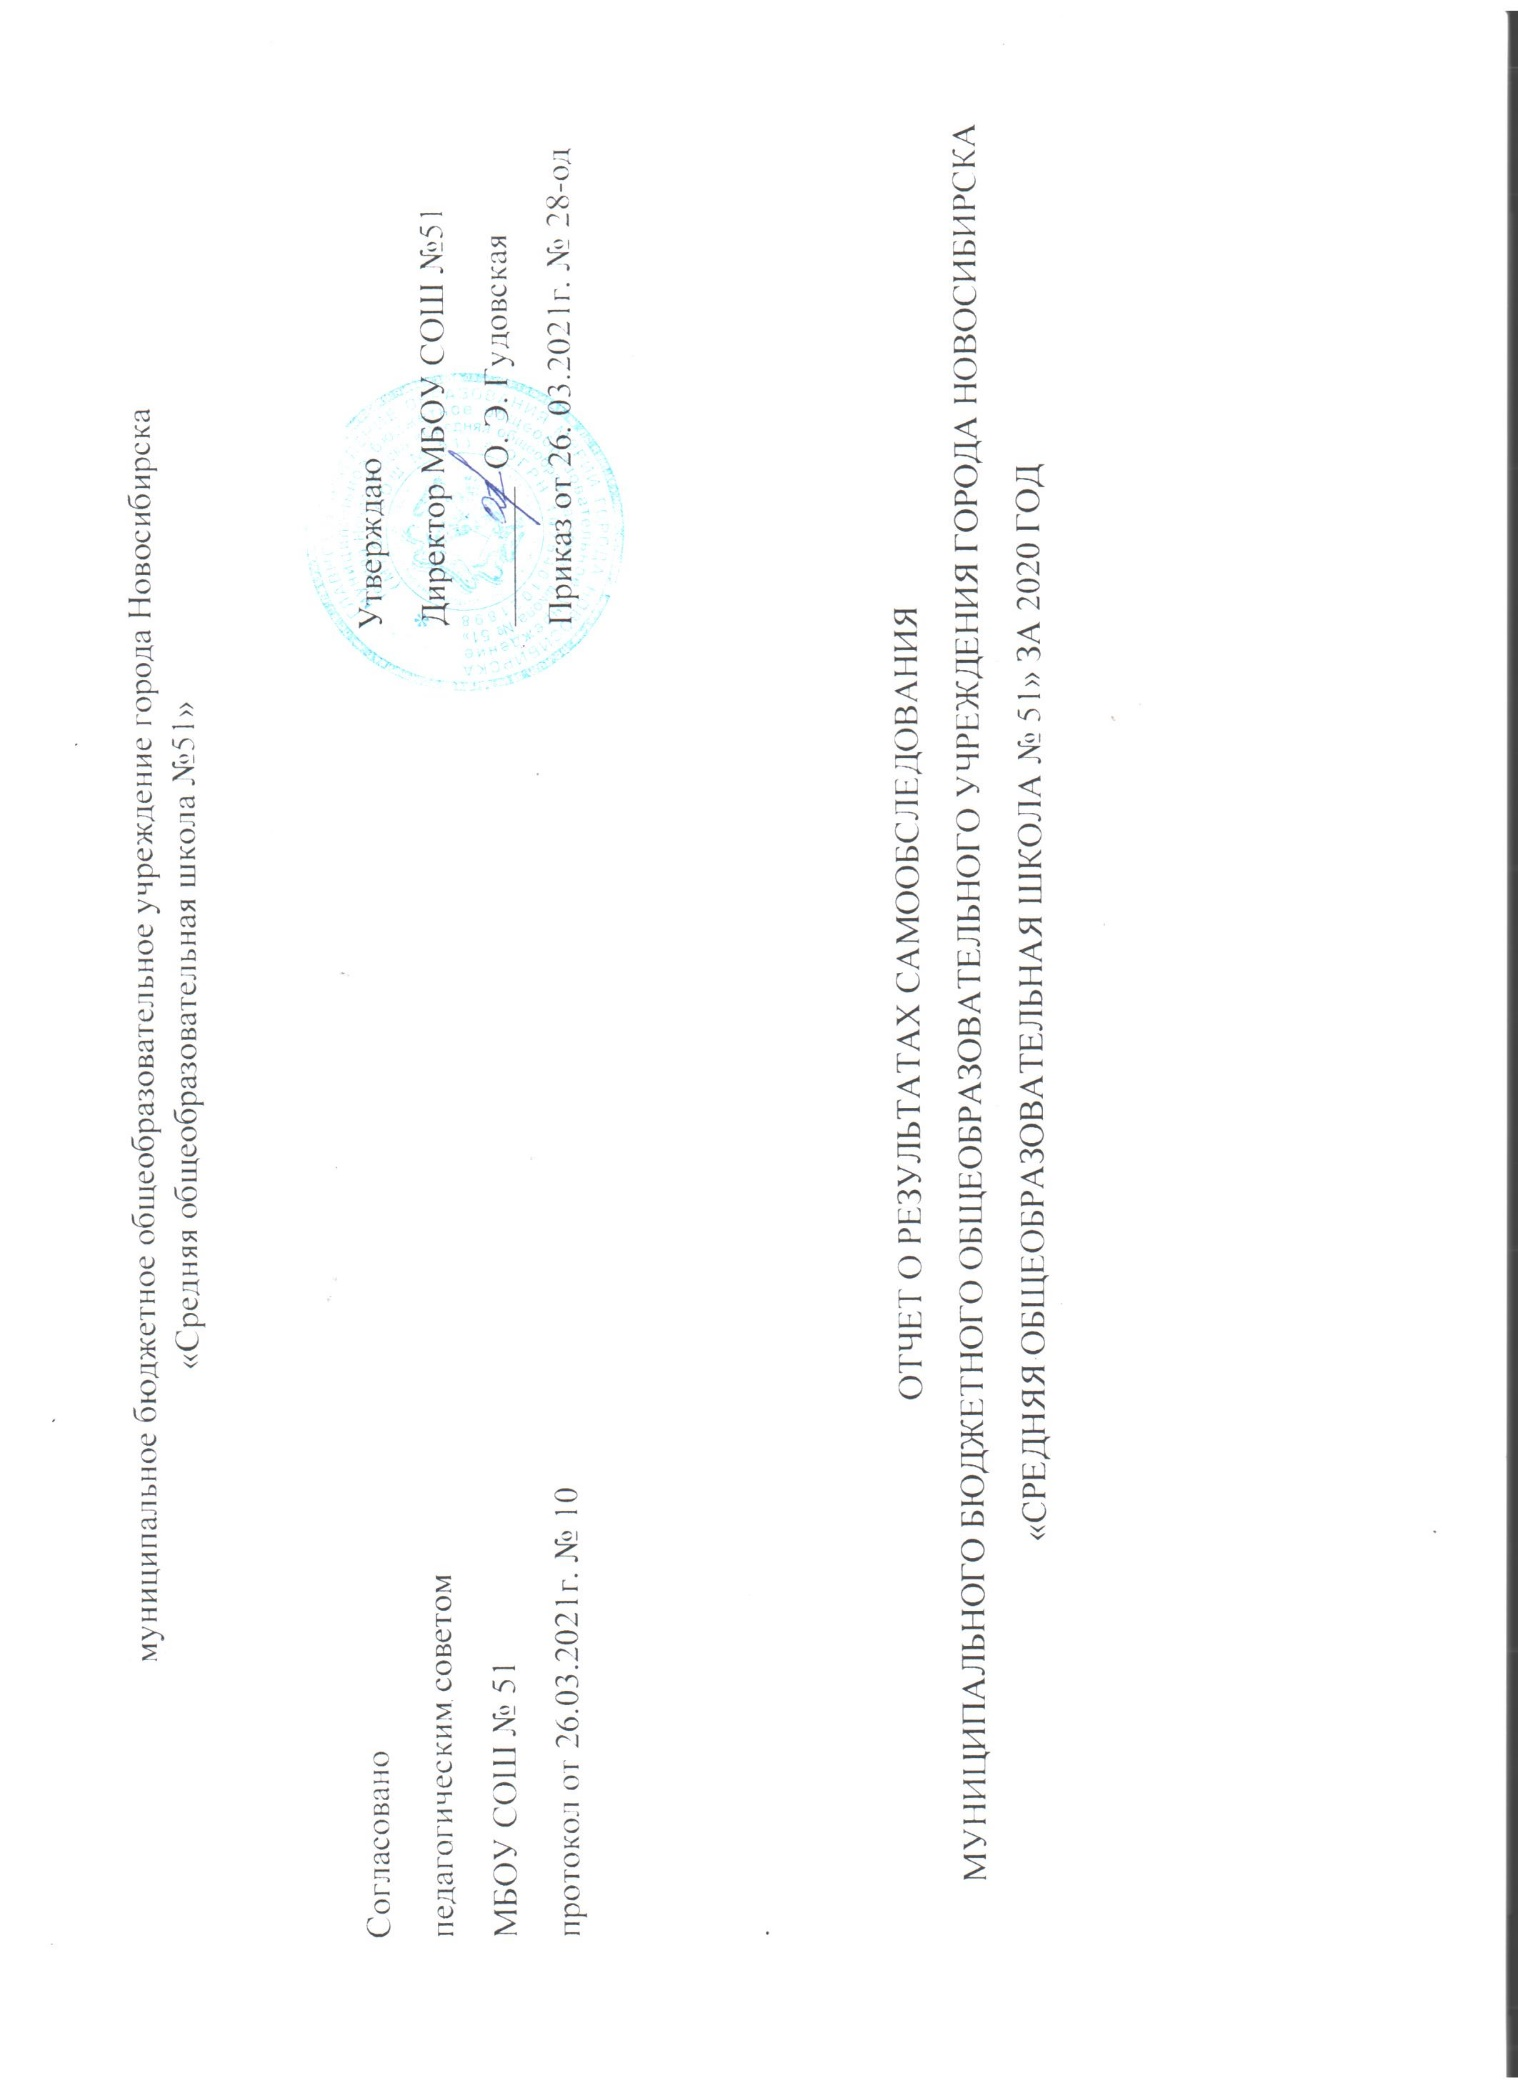 муниципальное бюджетное общеобразовательное учреждение города Новосибирска
«Средняя общеобразовательная школа №51»
Согласовано
педагогическим советом
МБОУ СОШ № 51
протокол от 26.03.2021г. № 10
Утверждаю
Директор МБОУ СОШ №51
О. Э. Гудовская
Приказ от 26. 03.2021г. № 28-од
ОТЧЕТ О РЕЗУЛЬТАТАХ САМООБСЛЕДОВАНИЯ
МУНИЦИПАЛЬНОГО БЮДЖЕТНОГО ОБЩЕОБРАЗОВАТЕЛЬНОГО УЧРЕЖДЕНИЯ ГОРОДА НОВОСИБИРСКА
«СРЕДНЯЯ ОБЩЕОБРАЗОВАТЕЛЬНАЯ ШКОЛА № 51» ЗА 2020 ГОД